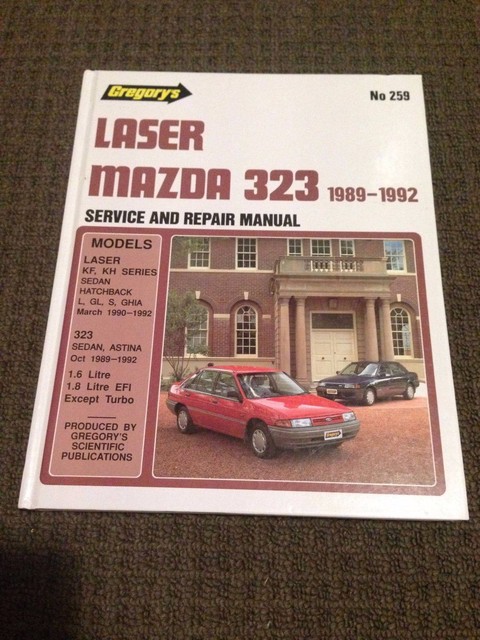 Gregory's
No 259
LASER
MAZDA 323 1989-1992
SERVICE AND REPAIR MANUAL
MODELS
LASER
KF, KH SERIES
SEDAN
HATCHBACK
L, GL, S, GHIA
March 1990-1992
323
SEDAN, ASTINA
Oct 1989-1992
1.6 Litre
1.8 Litre EFI
Except Turbo
PRODUCED BY
GREGORY'S
SCIENTIFIC
PUBLICATIONS
Gregory's